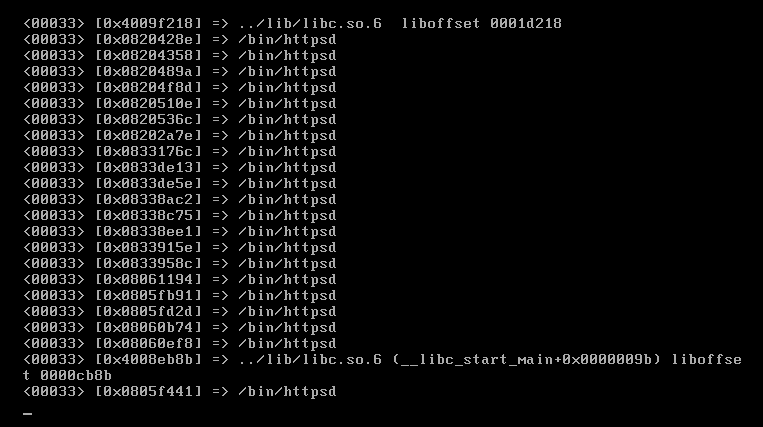 <00033> [0x4009f218] => ../lib/libc.so.6  liboffset 0001d218
<00033> [0x0820428e] => /bin/httpsd
<00033> [0x08204358] => /bin/httpsd
<00033> [0x0820489a] => /bin/httpsd
<00033> [0x08204f8d] => /bin/httpsd
<00033> [0x0820510e] => /bin/httpsd
<00033> [0x0820536c] => /bin/httpsd
<00033> [0x08202a7e] => /bin/httpsd
<00033> [0x0833176c] => /bin/httpsd
<00033> [0x0833de13] => /bin/httpsd
<00033> [0x0833de5e] => /bin/httpsd
<00033> [0x08338ac2] => /bin/httpsd
<00033> [0x08338c75] => /bin/httpsd
<00033> [0x08338ee1] => /bin/httpsd
<00033> [0x0833915e] => /bin/httpsd
<00033> [0x0833958c] => /bin/httpsd
<00033> [0x08061194] => /bin/httpsd
<00033> [0x0805fb91] => /bin/httpsd
<00033> [0x0805fd2d] => /bin/httpsd
<00033> [0x08060b74] => /bin/httpsd
<00033> [0x08060ef8] => /bin/httpsd
<00033> [0x4008eb8b] => ../lib/libc.so.6 (__libc_start_main+0x0000009b) liboffse
t 0000cb8b
<00033> [0x0805f441] => /bin/httpsd
_